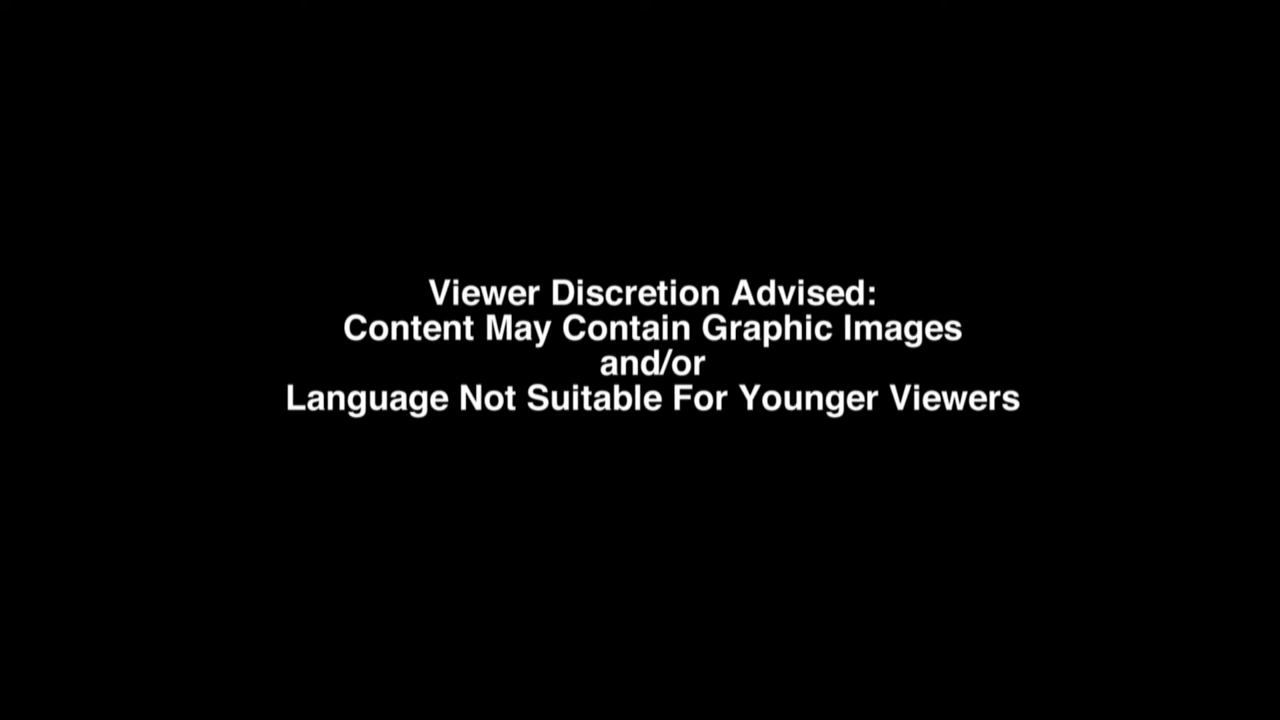 Viewer Discretion Advised:
Content May Contain Graphic Images
and/or
Language Not Suitable For Younger Viewers